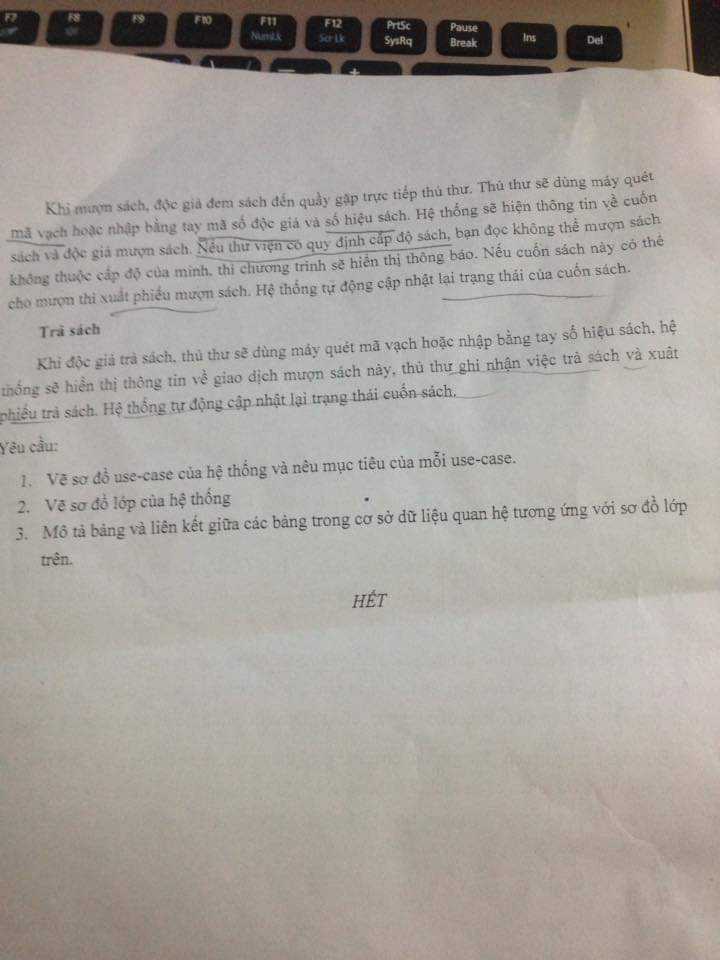 F7 F8 F9 F10 F11 F12 PrtSc Pause Ins Del
NumLk Scr Lk SysRq Break
Khi mượn sách, độc giả đem sách đến quầy gặp trực tiếp thủ thư. Thủ thư sẽ dùng máy quét
mã vạch hoặc nhập bằng tay mã số độc giả và số hiệu sách. Hệ thống sẽ hiện thông tin về cuốn
sách và độc giả mượn sách. Nếu thư viện có quy định cấp độ sách, bạn đọc không thể mượn sách
không thuộc cấp độ của mình, thì chương trình sẽ hiển thị thông báo. Nếu cuốn sách này có thể
cho mượn thì xuất phiếu mượn sách. Hệ thống tự động cập nhật lại trạng thái của cuốn sách.
Trả sách
Khi độc giả trả sách, thủ thư sẽ dùng máy quét mã vạch hoặc nhập bằng tay số hiệu sách, hệ
thống sẽ hiển thị thông tin về giao dịch mượn sách này, thủ thư ghi nhận việc trả sách và xuất
phiếu trả sách. Hệ thống tự động cập nhật lại trạng thái cuốn sách.
Yêu cầu:
1. Vẽ sơ đồ use-case của hệ thống và nêu mục tiêu của mỗi use-case.
2. Vẽ sơ đồ lớp của hệ thống
3. Mô tả bảng và liên kết giữa các bảng trong cơ sở dữ liệu quan hệ tương ứng với sơ đồ lớp
trên.
HẾT